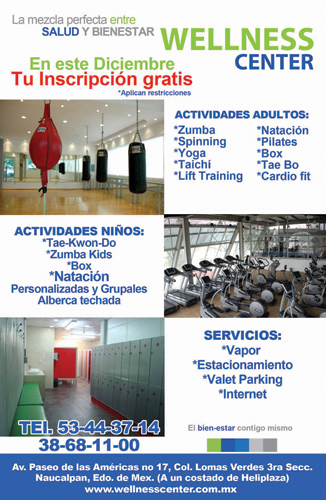 La mezcla perfecta entre
SALUD Y BIENESTAR
WELLNESS
CENTER
En este Diciembre
Tu Inscripción gratis
*Aplican restricciones
ACTIVIDADES ADULTOS:
*Zumba
*Spinning
*Yoga
*Taichí
*Lift Training
*Natación
*Pilates
*Box
*Tae Bo
*Cardio fit
ACTIVIDADES NIÑOS:
*Tae-Kwon-Do
*Zumba Kids
*Box
*Natación
Personalizadas y Grupales
Alberca techada
SERVICIOS:
*Vapor
*Estacionamiento
*Valet Parking
*Internet
El bien-estar contigo mismo
TEL. 53-44-37-14
38-68-11-00
Av. Paseo de las Américas no 17, Col. Lomas Verdes 3ra Secc.
Naucalpan, Edo. de Mex. (A un costado de Heliplaza)
www.wellnesscenter.com.mx